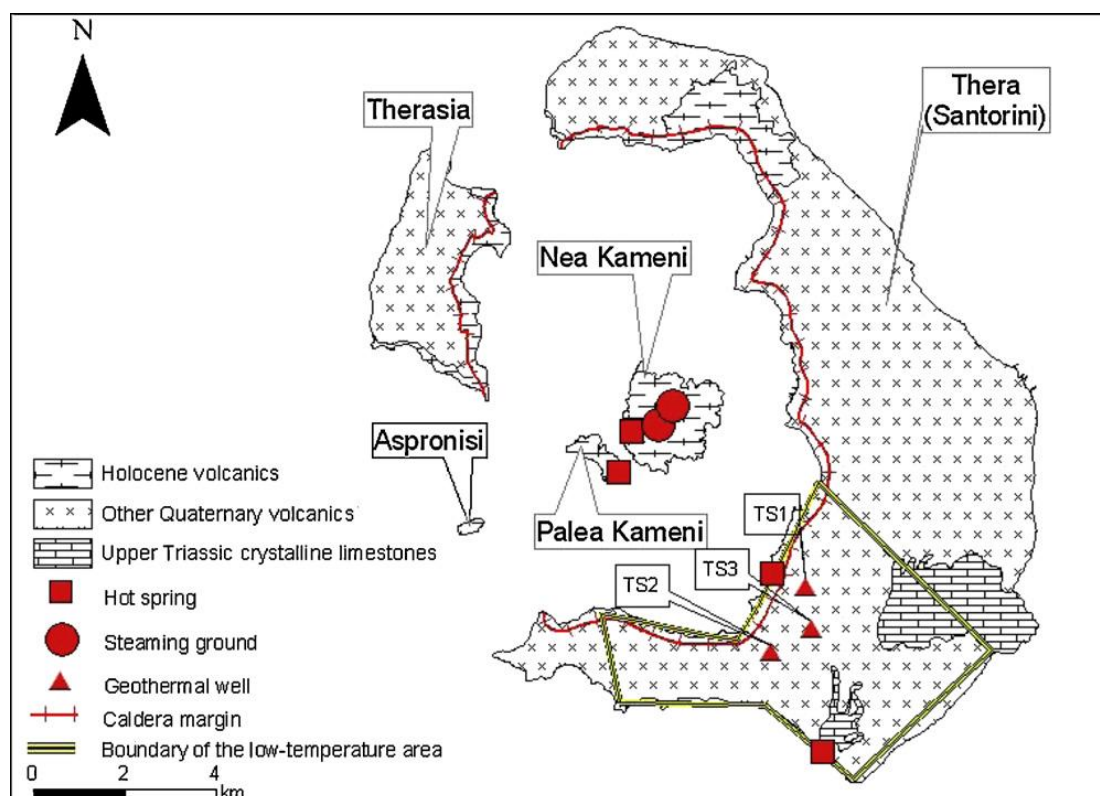 N
Therasia
Thera
(Santorini)
Nea Kameni
Aspronisi
Palea Kameni
TS1
TS3
TS2
Holocene volcanics
Other Quaternary volcanics
Upper Triassic crystalline limestones
Hot spring
Steaming ground
Geothermal well
Caldera margin
Boundary of the low-temperature area
0 2 4
km